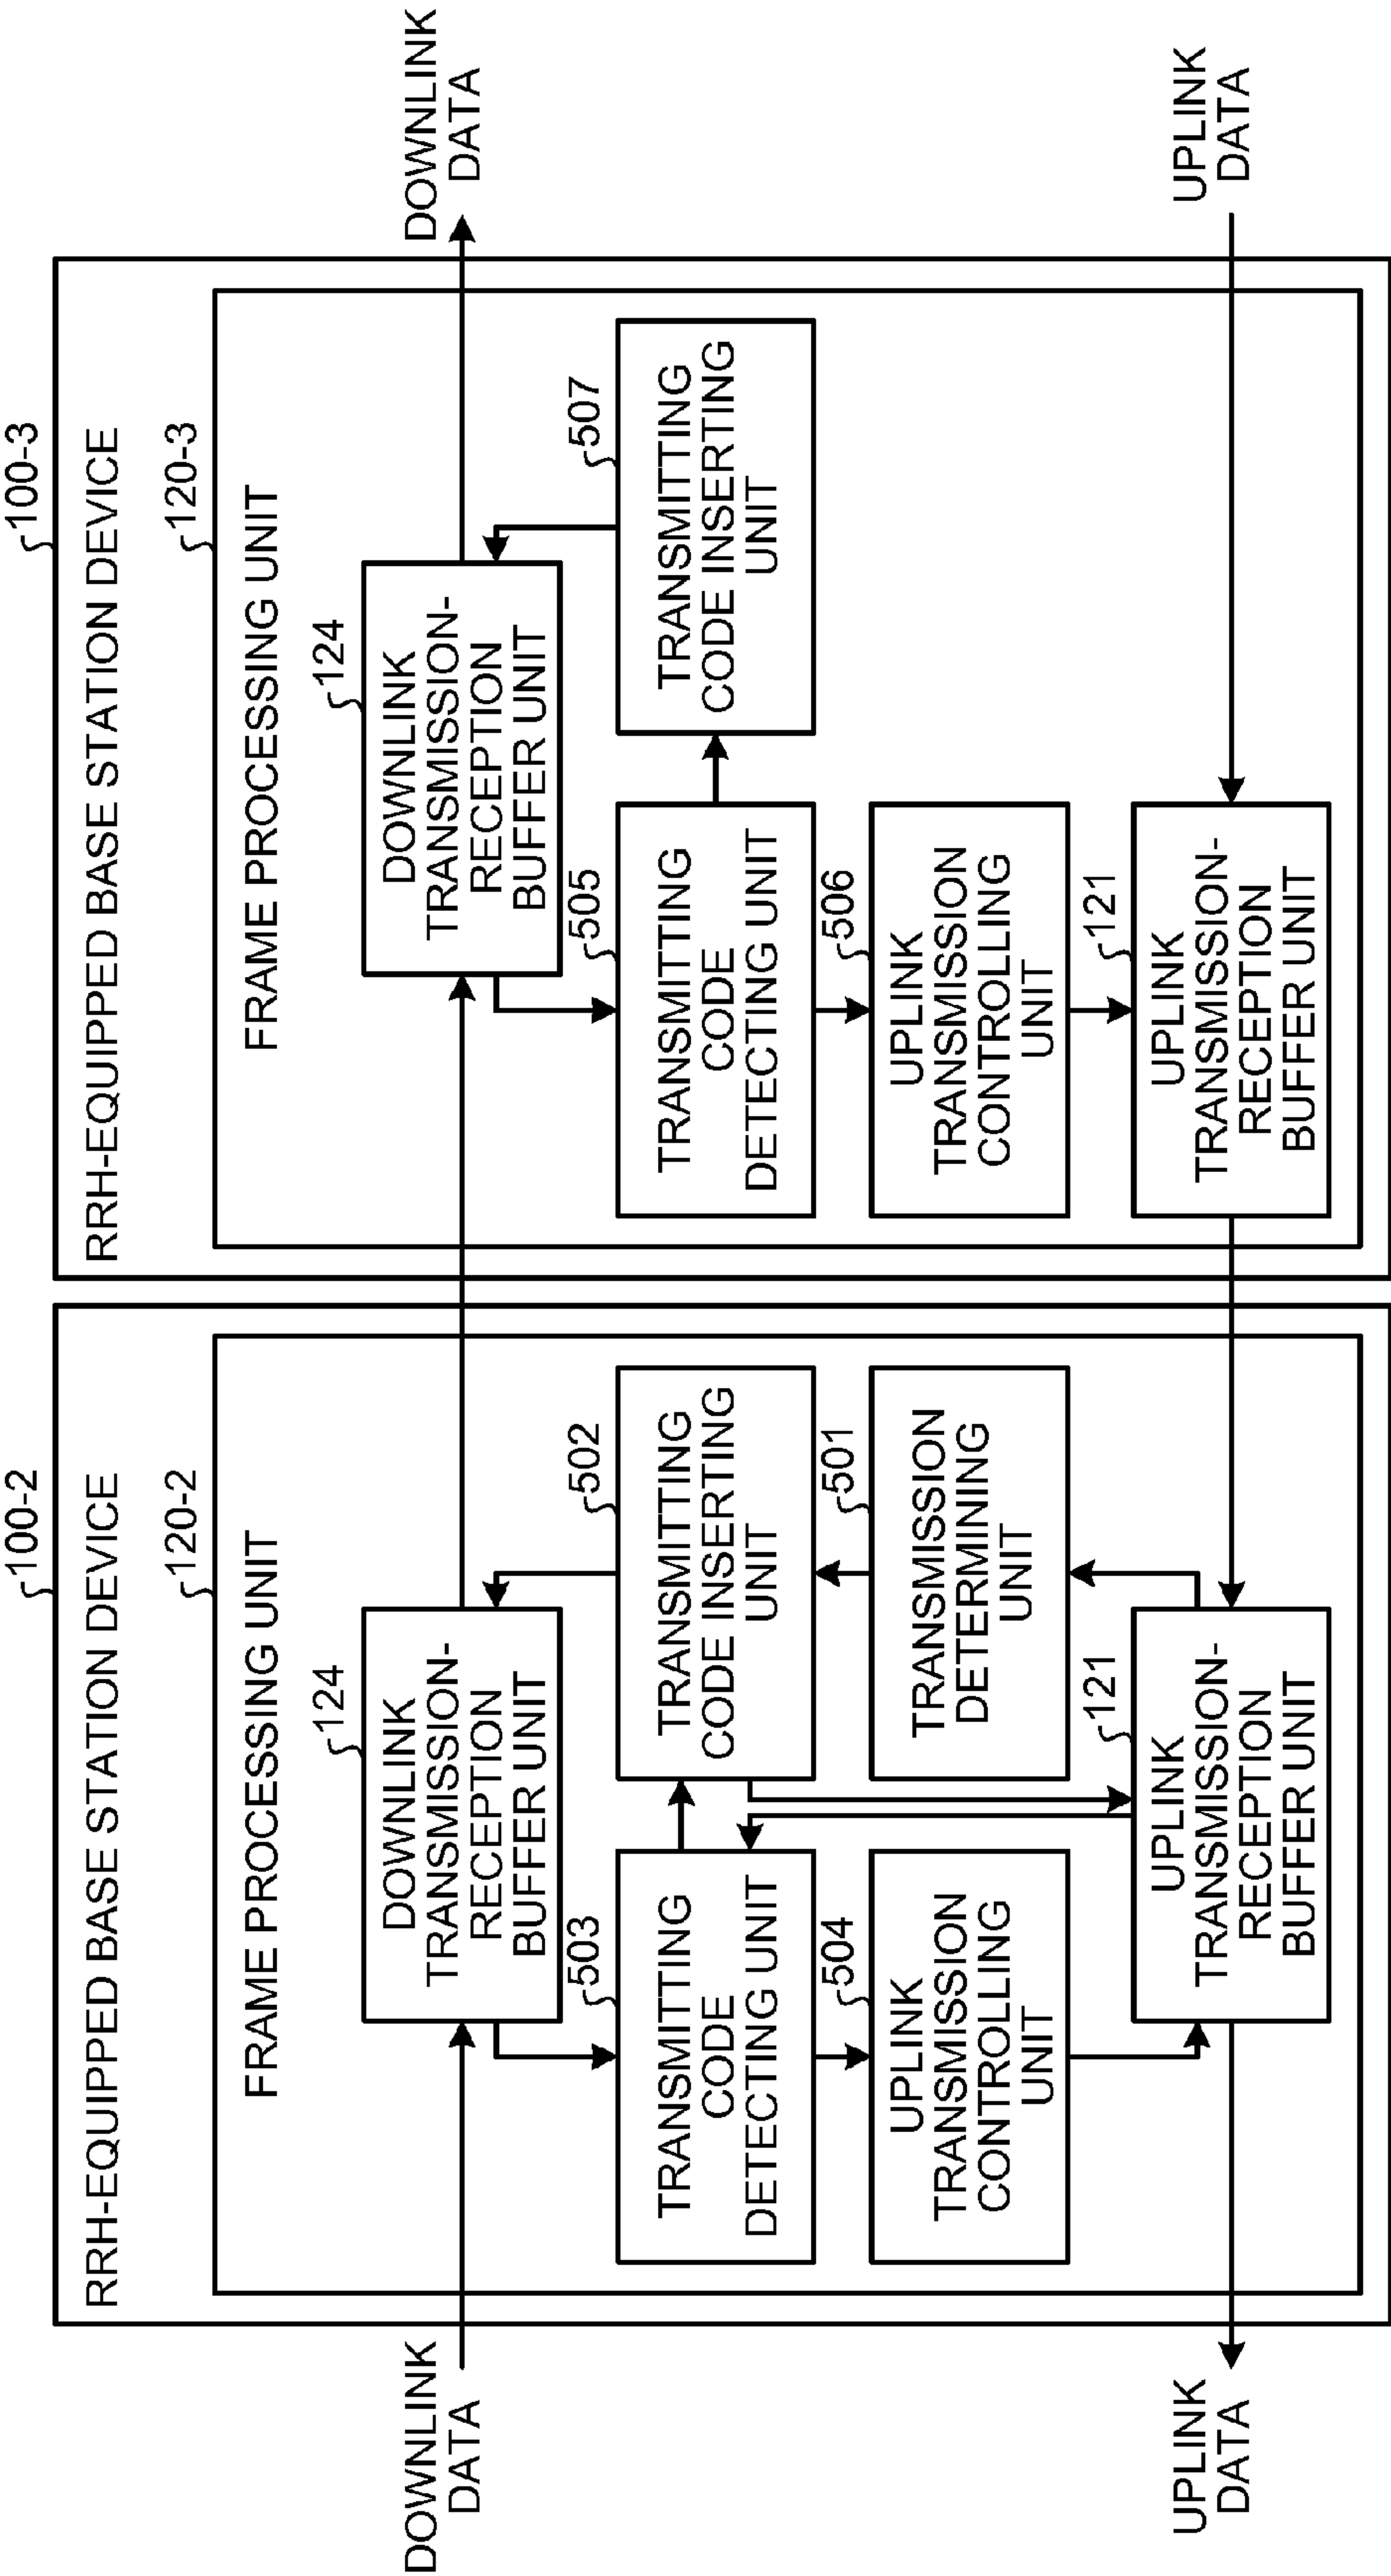 100-2
RRH-EQUIPPED BASE STATION DEVICE
120-2
FRAME PROCESSING UNIT
DOWNLINK
DATA
124
DOWNLINK
TRANSMISSION-
RECEPTION
BUFFER UNIT
503
TRANSMITTING
CODE
DETECTING UNIT
502
TRANSMITTING
CODE INSERTING
UNIT
504
UPLINK
TRANSMISSION
CONTROLLING
UNIT
501
TRANSMISSION
DETERMINING
UNIT
121
UPLINK
TRANSMISSION-
RECEPTION
BUFFER UNIT
UPLINK
DATA
100-3
RRH-EQUIPPED BASE STATION DEVICE
120-3
FRAME PROCESSING UNIT
124
DOWNLINK
TRANSMISSION-
RECEPTION
BUFFER UNIT
DOWNLINK
DATA
505
TRANSMITTING
CODE
DETECTING UNIT
507
TRANSMITTING
CODE INSERTING
UNIT
506
UPLINK
TRANSMISSION
CONTROLLING
UNIT
121
UPLINK
TRANSMISSION-
RECEPTION
BUFFER UNIT
UPLINK
DATA